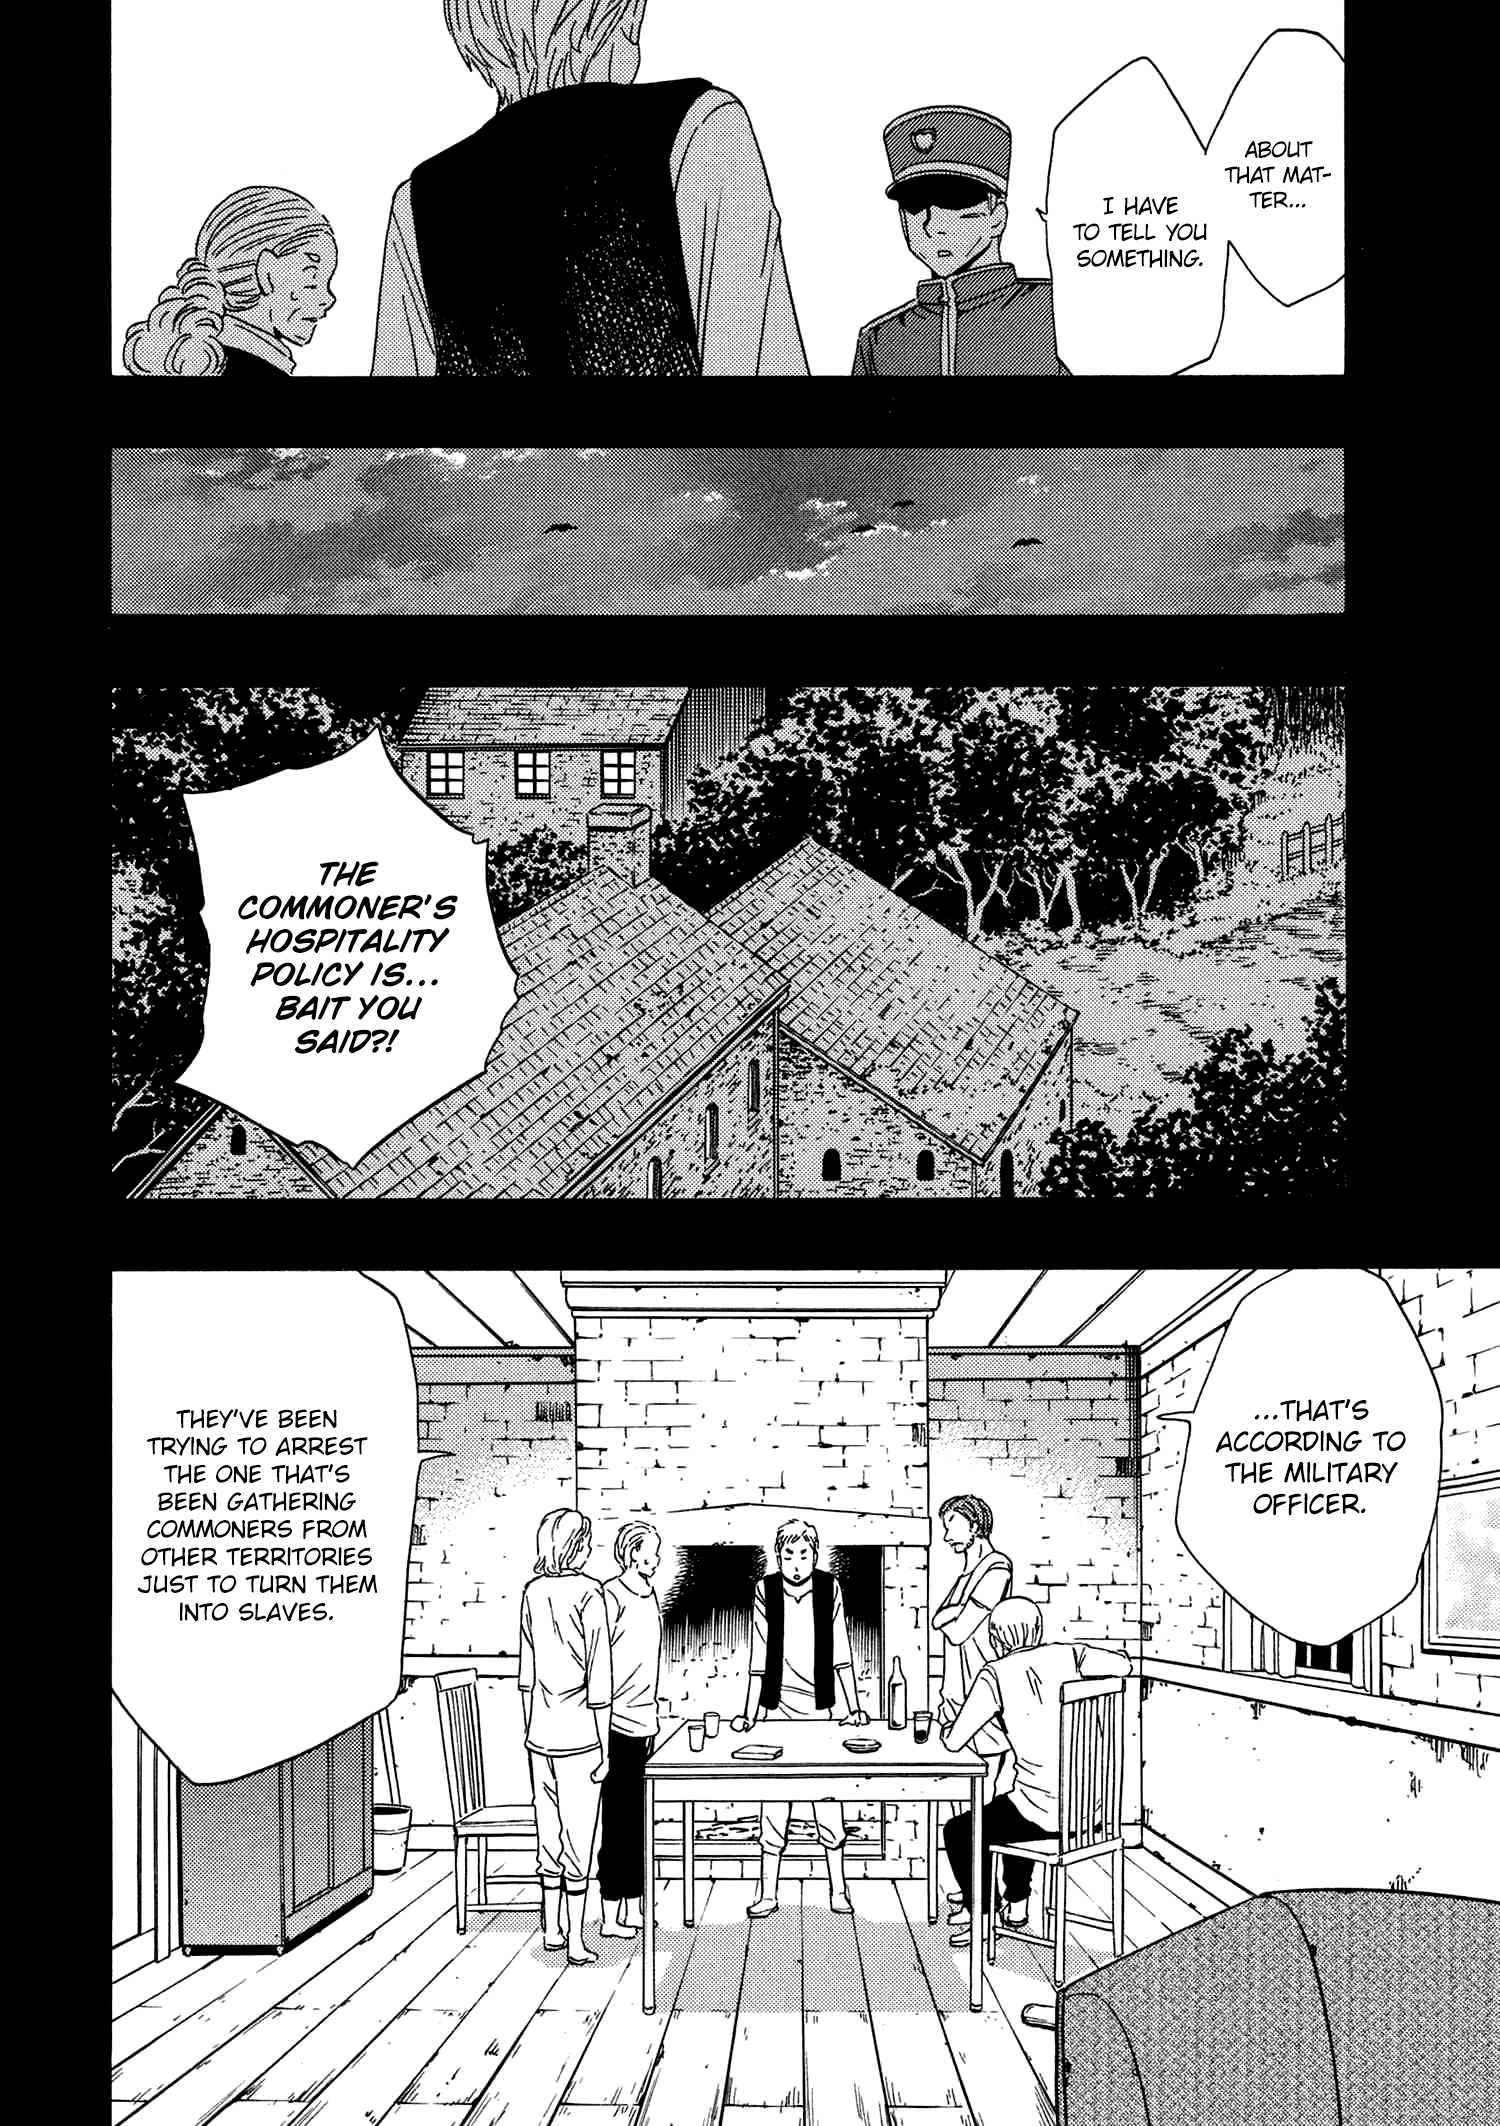 ABOUT
THAT MAT-
TER...
I HAVE
TO TELL YOU
SOMETHING.
THE
COMMONER'S
HOSPITALITY
POLICY IS...
BAIT YOU
SAID?!
...THAT'S
ACCORDING TO
THE MILITARY
OFFICER.
THEY'VE BEEN
TRYING TO ARREST
THE ONE THAT'S
BEEN GATHERING
COMMONERS FROM
OTHER TERRITORIES
JUST TO TURN THEM
INTO SLAVES.